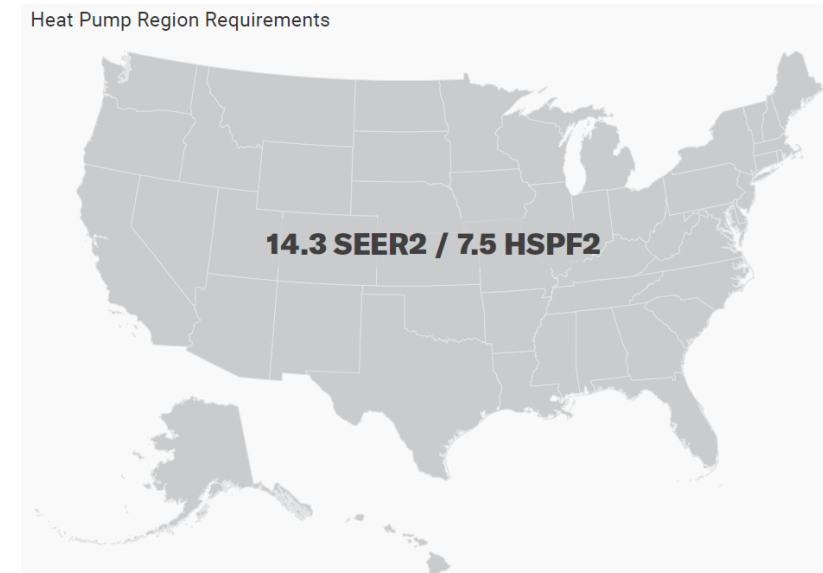 Heat Pump Region Requirements
14.3 SEER2 / 7.5 HSPF2